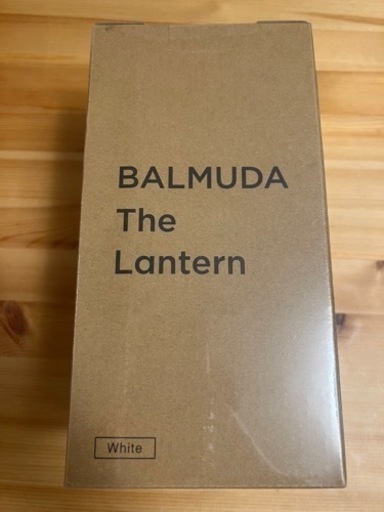 BALMUDA
The
Lantern
White